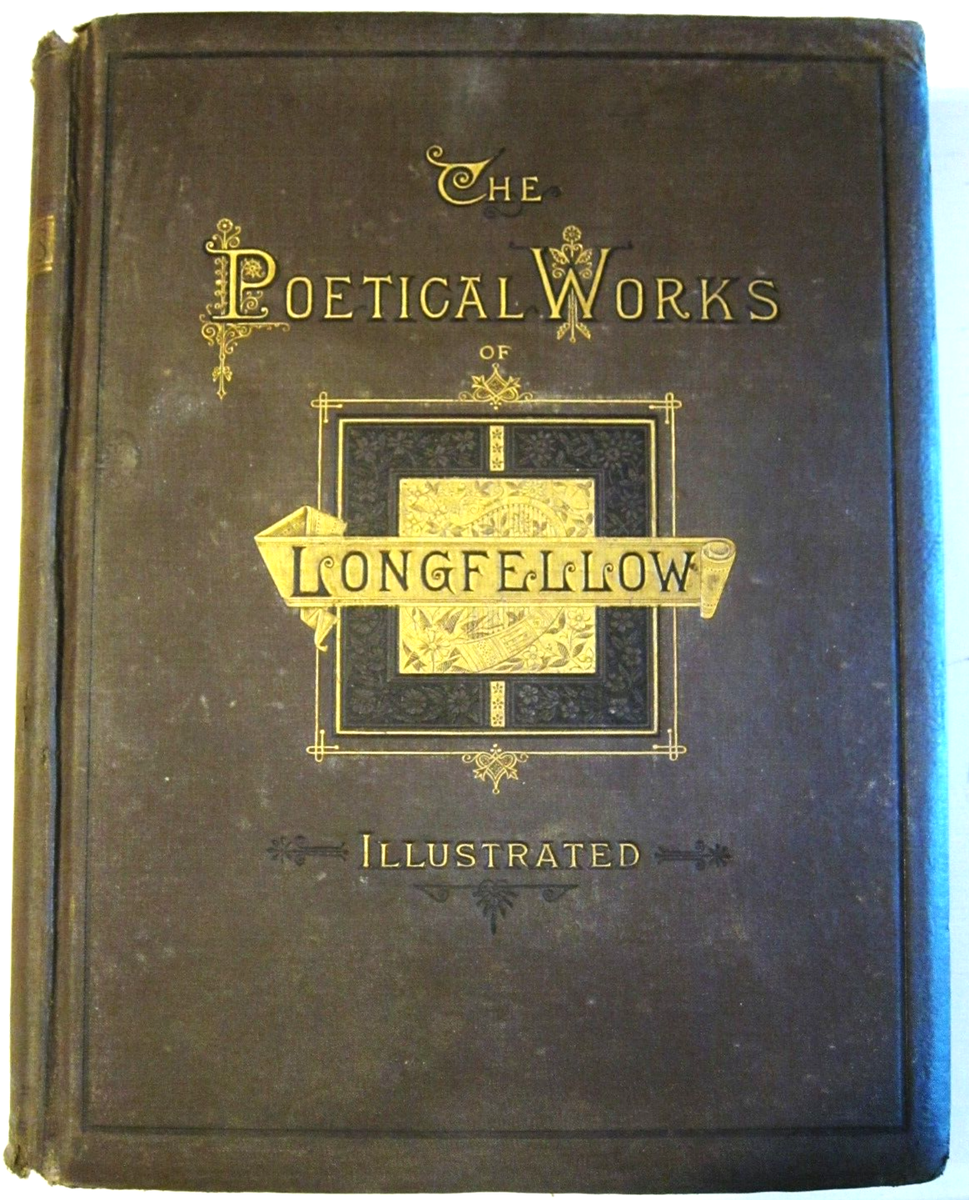 THE
POETICAL WORKS
OF
LONGFELLOW
ILLUSTRATED